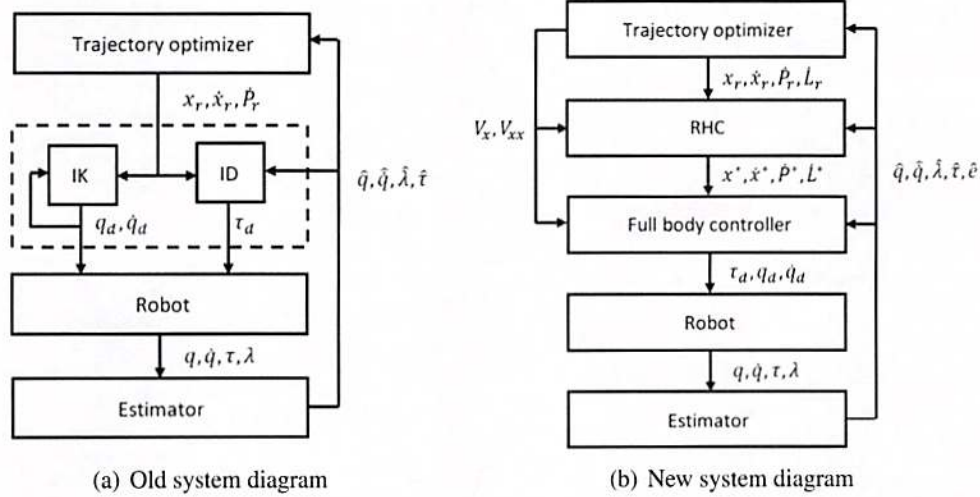 Trajectory optimizer
x_r, ẋ_r, Ṗ_r
IK
ID
q_d, q̇_d
τ_d
q̂, q̂̇, λ̂, τ̂
Robot
q, q̇, τ, λ
Estimator
(a) Old system diagram
Trajectory optimizer
x_r, ẋ_r, Ṗ_r, L̇_r
V_x, V_xx
RHC
x*, ẋ*, Ṗ*, L̇*
q̂, q̂̇, λ̂, τ̂, ê
Full body controller
τ_d, q_d, q̇_d
Robot
q, q̇, τ, λ
Estimator
(b) New system diagram